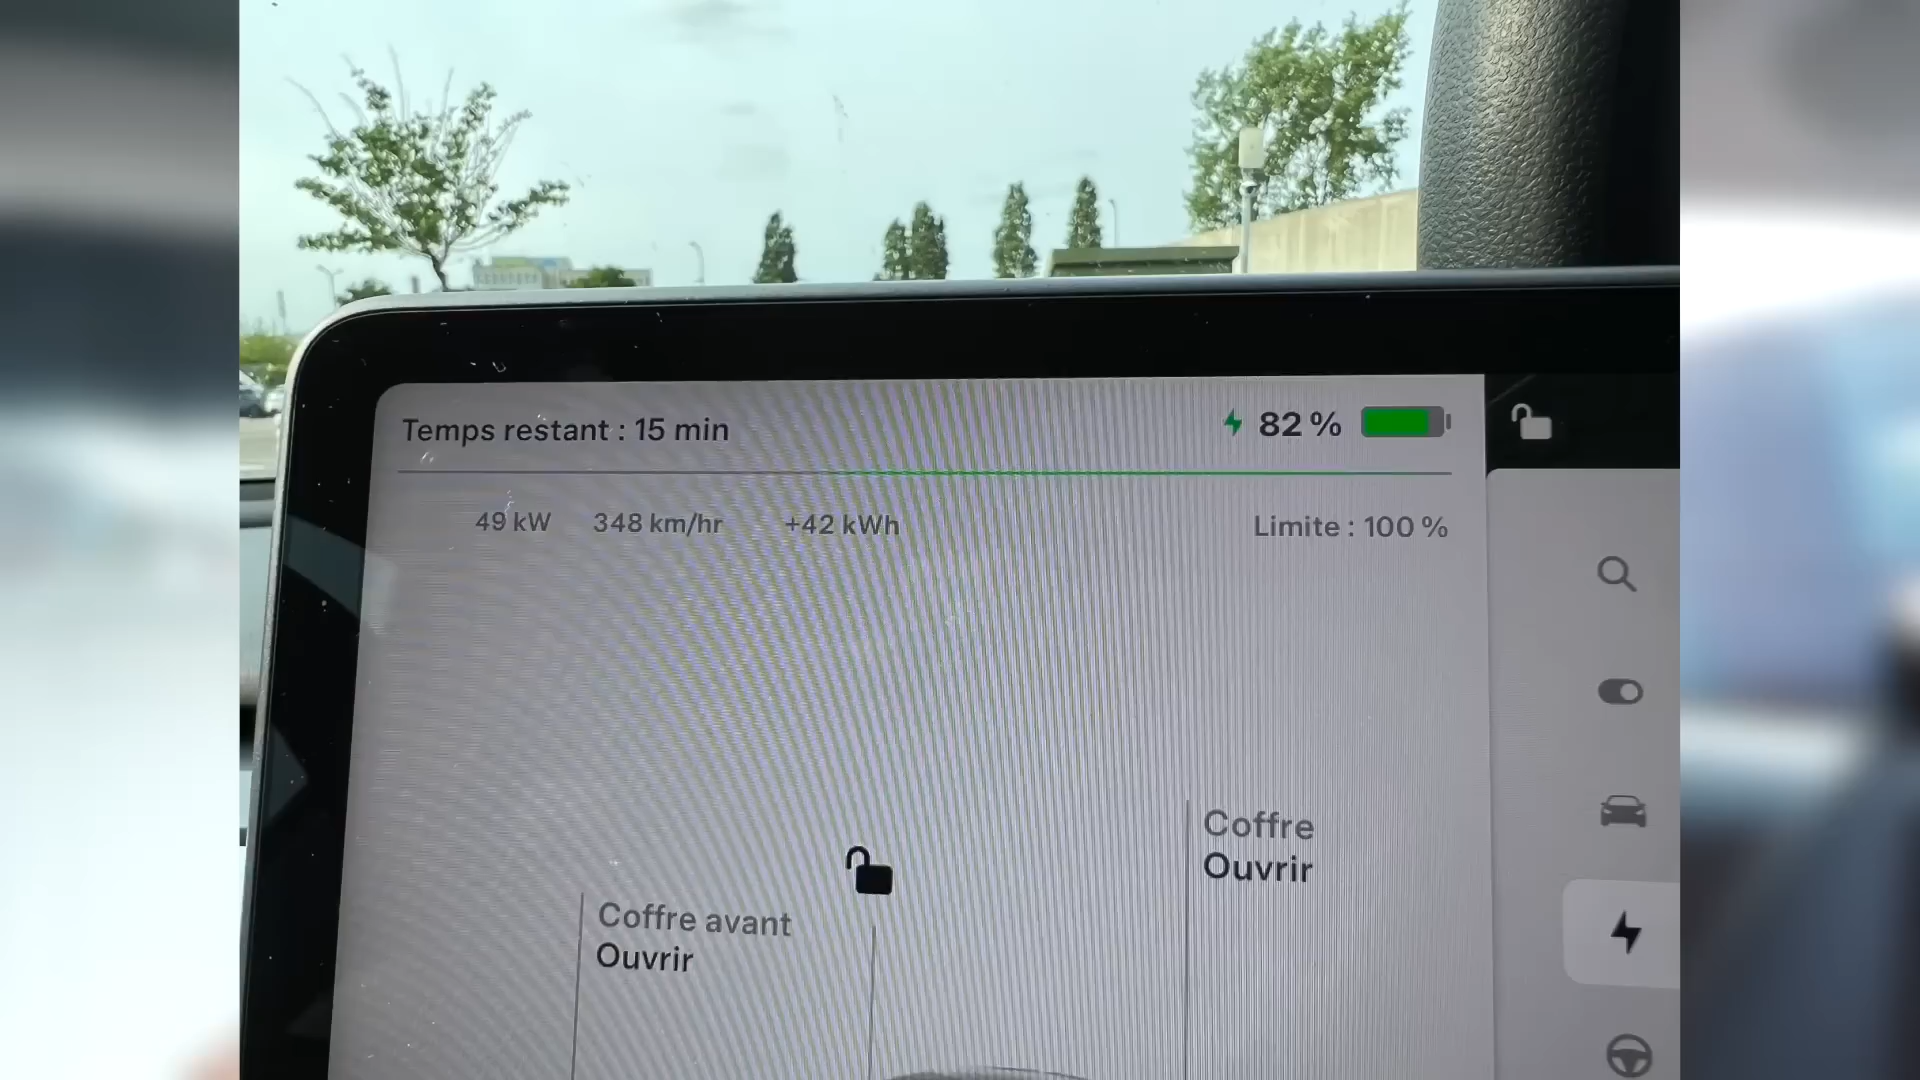 Temps restant : 15 min
82 %
49 kW
348 km/hr
+42 kWh
Limite : 100 %
Coffre
Ouvrir
Coffre avant
Ouvrir